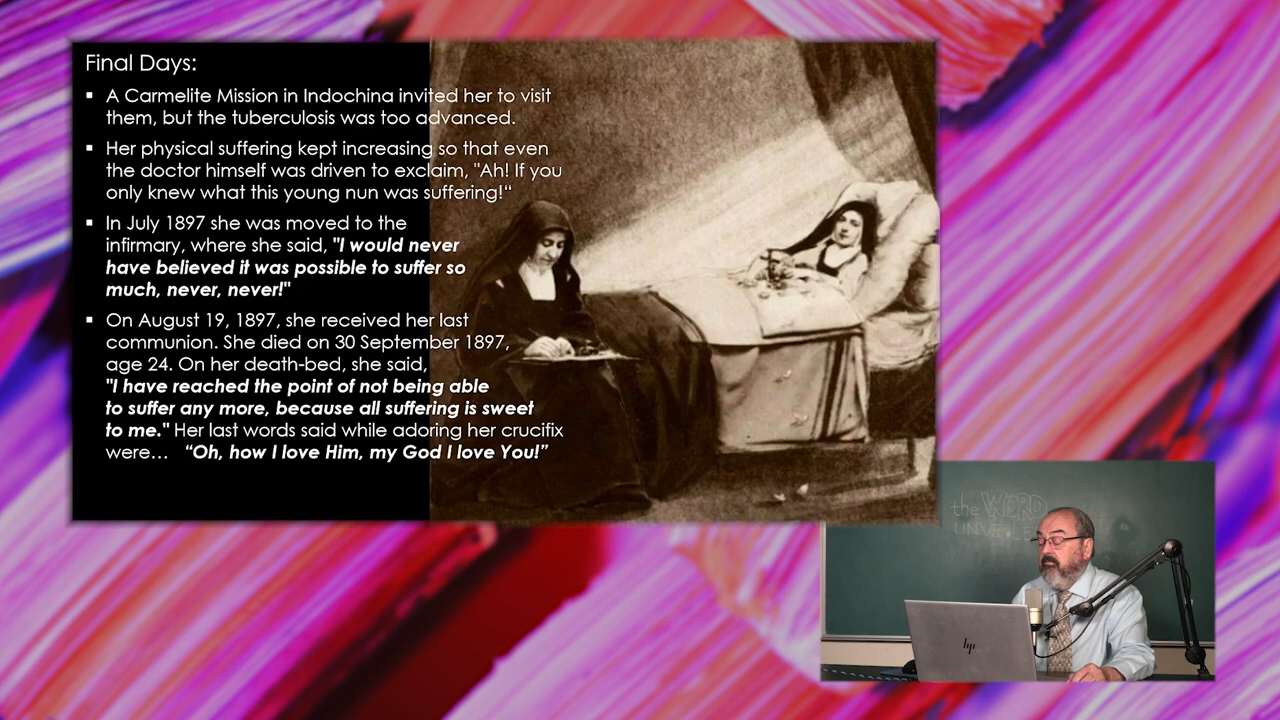 Final Days:
▪ A Carmelite Mission in Indochina invited her to visit
them, but the tuberculosis was too advanced.
▪ Her physical suffering kept increasing so that even
the doctor himself was driven to exclaim, "Ah! If you
only knew what this young nun was suffering!“
▪ In July 1897 she was moved to the
infirmary, where she said, "I would never
have believed it was possible to suffer so
much, never, never!"
▪ On August 19, 1897, she received her last
communion. She died on 30 September 1897,
age 24. On her death-bed, she said,
"I have reached the point of not being able
to suffer any more, because all suffering is sweet
to me." Her last words said while adoring her crucifix
were… “Oh, how I love Him, my God I love You!”
the WORD
hp